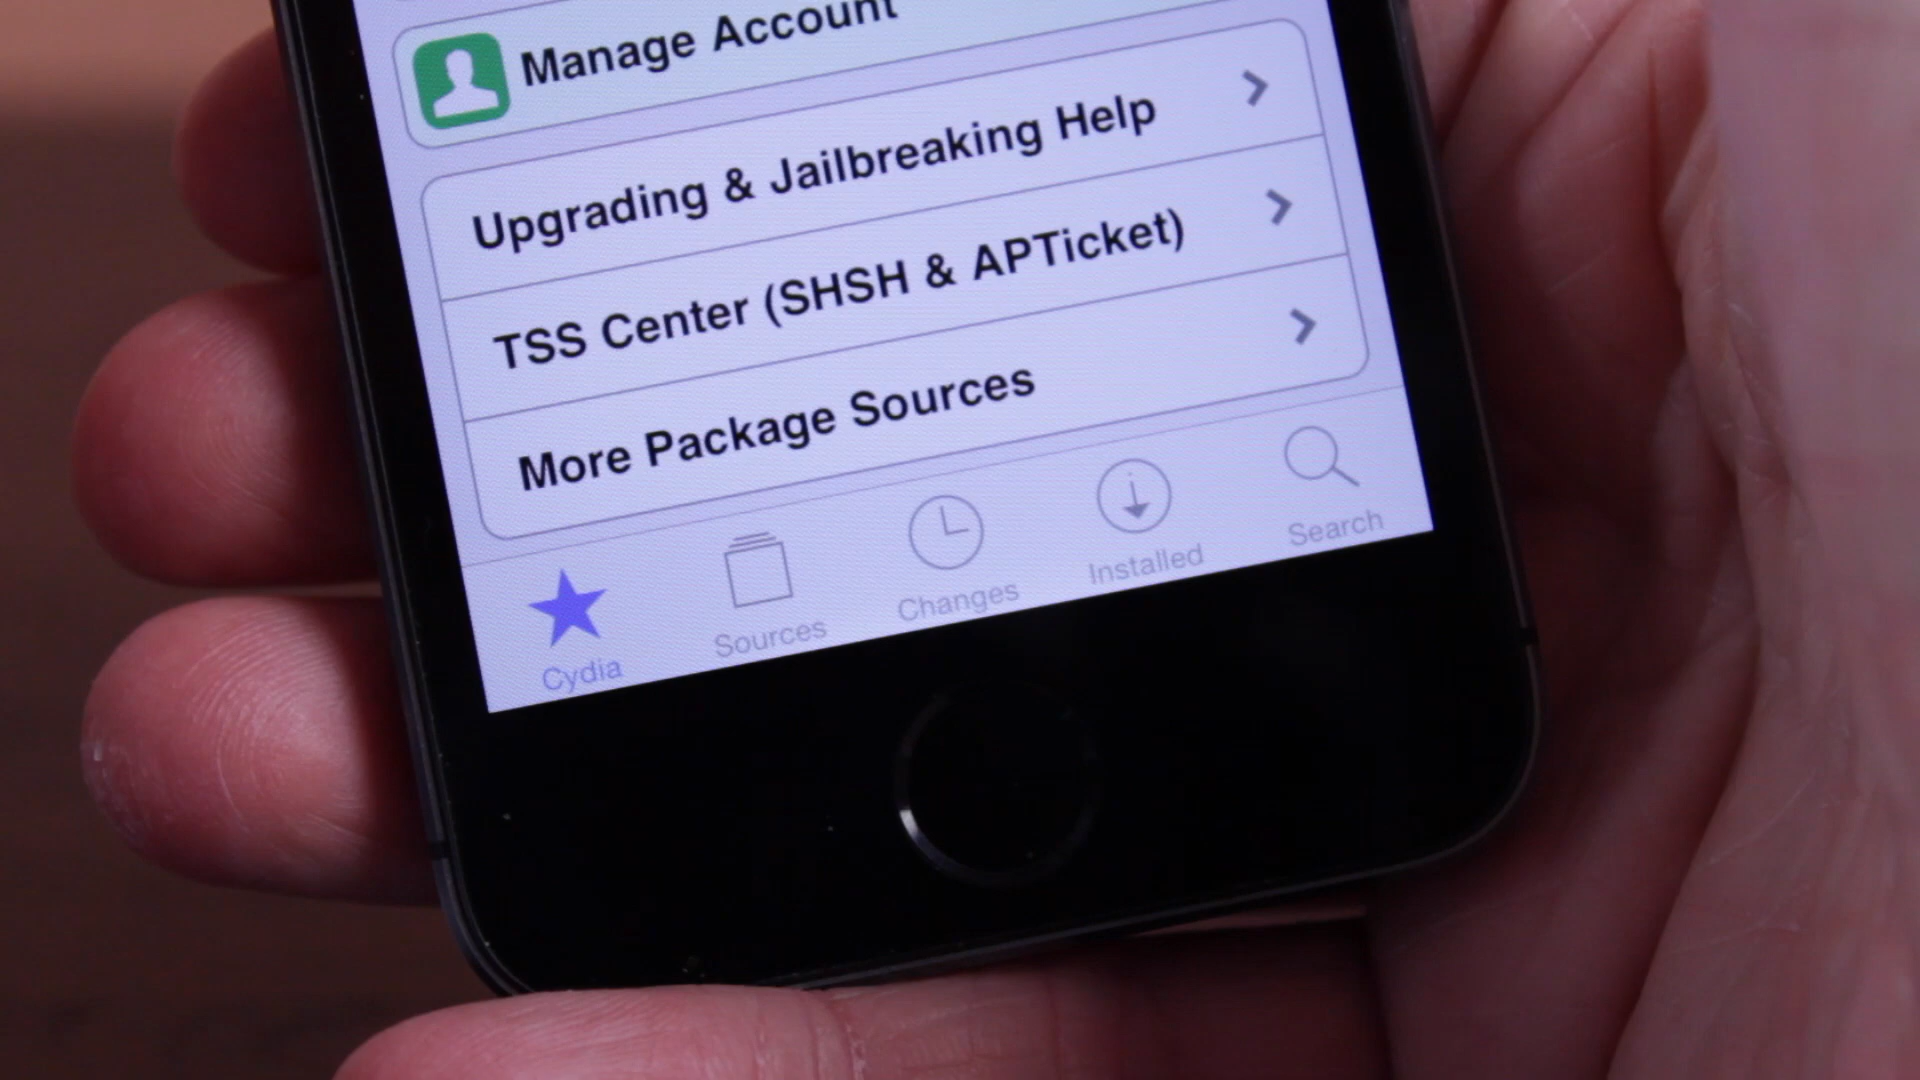 Manage Account
Upgrading & Jailbreaking Help
TSS Center (SHSH & APTicket)
More Package Sources
Cydia
Sources
Changes
Installed
Search